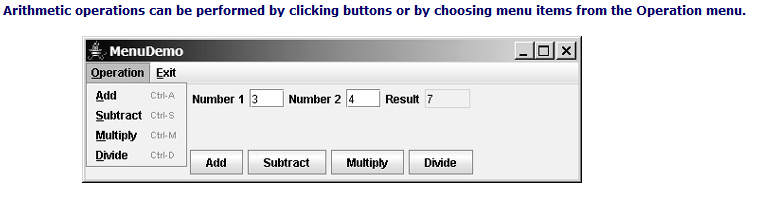 Arithmetic operations can be performed by clicking buttons or by choosing menu items from the Operation menu.
MenuDemo
Operation Exit
Add Ctrl-A
Subtract Ctrl-S
Multiply Ctrl-M
Divide Ctrl-D
Number 1 3 Number 2 4 Result 7
Add Subtract Multiply Divide